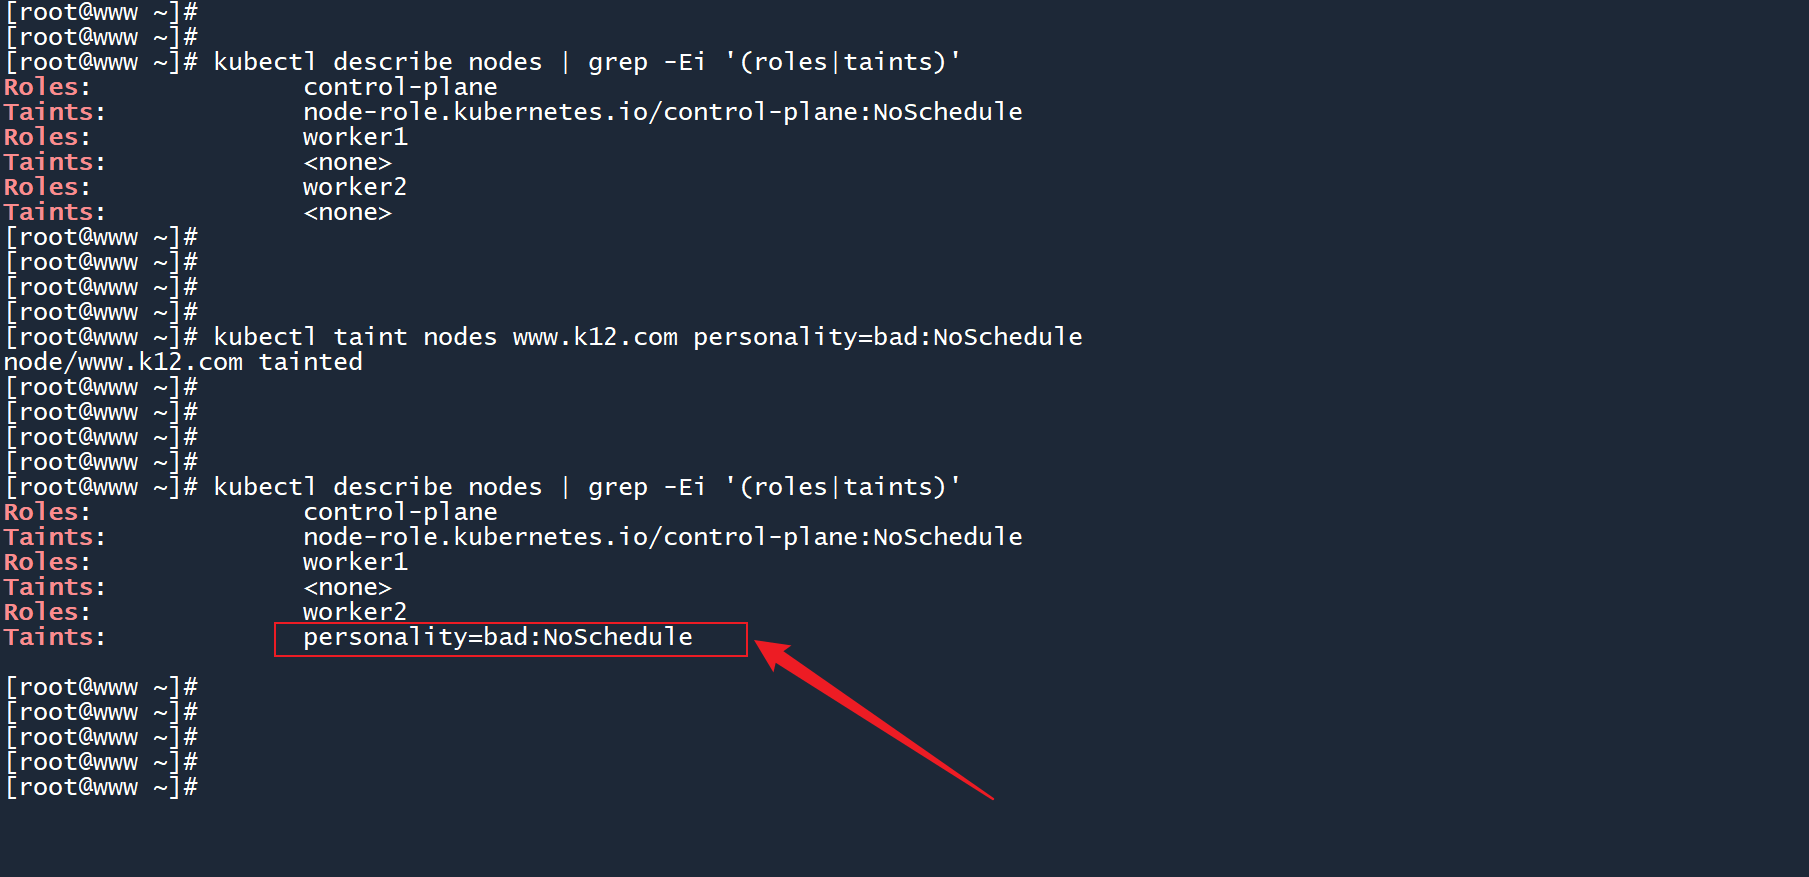 [root@www ~]#
[root@www ~]#
[root@www ~]# kubectl describe nodes | grep -Ei '(roles|taints)'
Roles:              control-plane
Taints:             node-role.kubernetes.io/control-plane:NoSchedule
Roles:              worker1
Taints:             <none>
Roles:              worker2
Taints:             <none>
[root@www ~]#
[root@www ~]#
[root@www ~]#
[root@www ~]#
[root@www ~]# kubectl taint nodes www.k12.com personality=bad:NoSchedule
node/www.k12.com tainted
[root@www ~]#
[root@www ~]#
[root@www ~]#
[root@www ~]#
[root@www ~]# kubectl describe nodes | grep -Ei '(roles|taints)'
Roles:              control-plane
Taints:             node-role.kubernetes.io/control-plane:NoSchedule
Roles:              worker1
Taints:             <none>
Roles:              worker2
Taints:             personality=bad:NoSchedule
[root@www ~]#
[root@www ~]#
[root@www ~]#
[root@www ~]#
[root@www ~]#